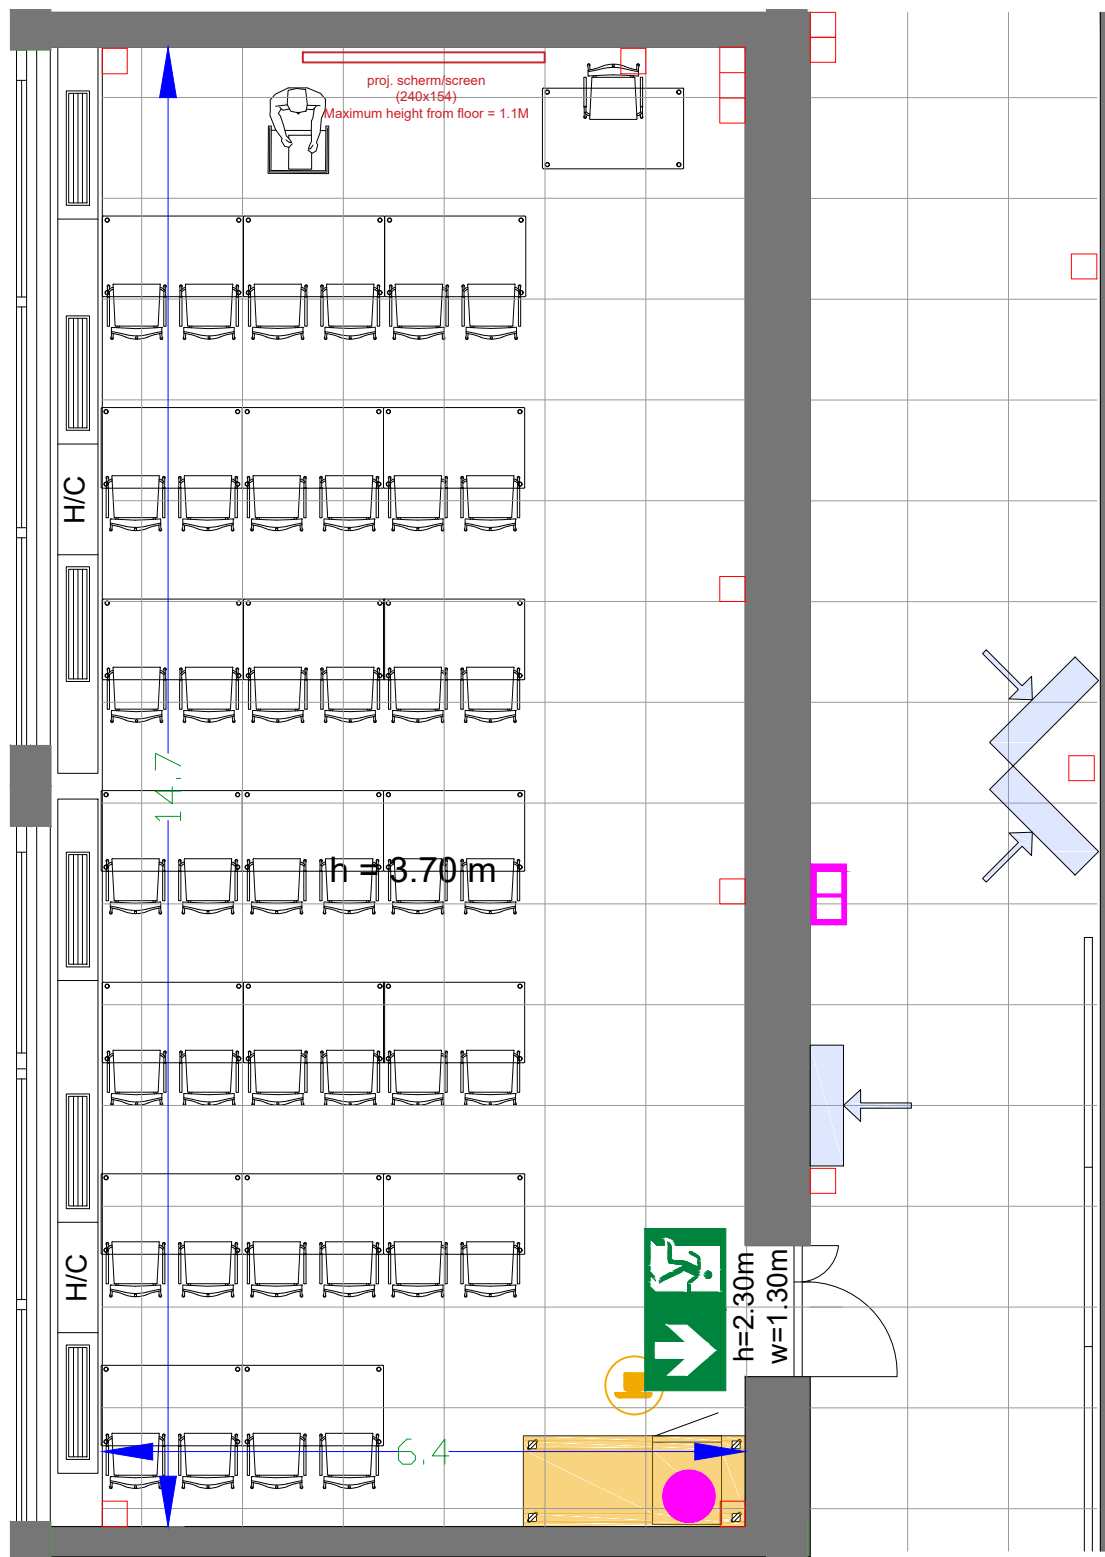 proj. scherm/screen
(240x154)
Maximum height from floor = 1.1M
H/C
14,7
h = 3.70 m
H/C
h=2.30m
w=1.30m
6,4